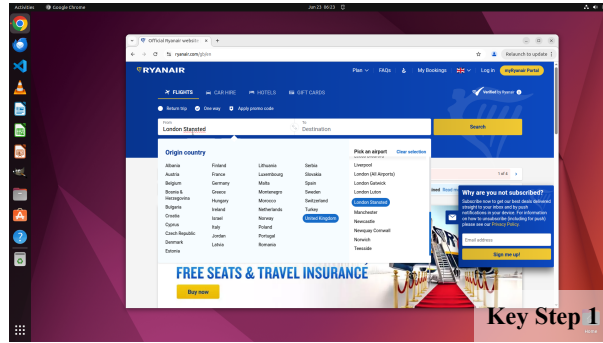 Activities
Google Chrome
Jun 23 06:23
Official Ryanair website
ryanair.com/gb/en
Relaunch to update
RYANAIR
Plan
FAQs
My Bookings
Log in
myRyanair Portal
FLIGHTS
CAR HIRE
HOTELS
GIFT CARDS
Verified by Ryanair
Return trip
One way
Apply promo code
From
London Stansted
To
Destination
Search
Origin country
Albania
Austria
Belgium
Bosnia &
Herzegovina
Bulgaria
Croatia
Cyprus
Czech Republic
Denmark
Estonia
Finland
France
Germany
Greece
Hungary
Ireland
Israel
Italy
Jordan
Latvia
Lithuania
Luxembourg
Malta
Montenegro
Morocco
Netherlands
Norway
Poland
Portugal
Romania
Serbia
Slovakia
Spain
Sweden
Switzerland
Turkey
United Kingdom
Pick an airport
Clear selection
Liverpool
London (All Airports)
London Gatwick
London Luton
London Stansted
Manchester
Newcastle
Newquay Cornwall
Norwich
Teesside
1 of 4
Why are you not subscribed?
Subscribe now to get our best deals delivered
straight to your inbox and by push
notifications in your device. For information
on how to unsubscribe (including for push)
please see our Privacy Policy.
Email address
Sign me up!
FREE SEATS & TRAVEL INSURANCE
Buy now
Key Step 1